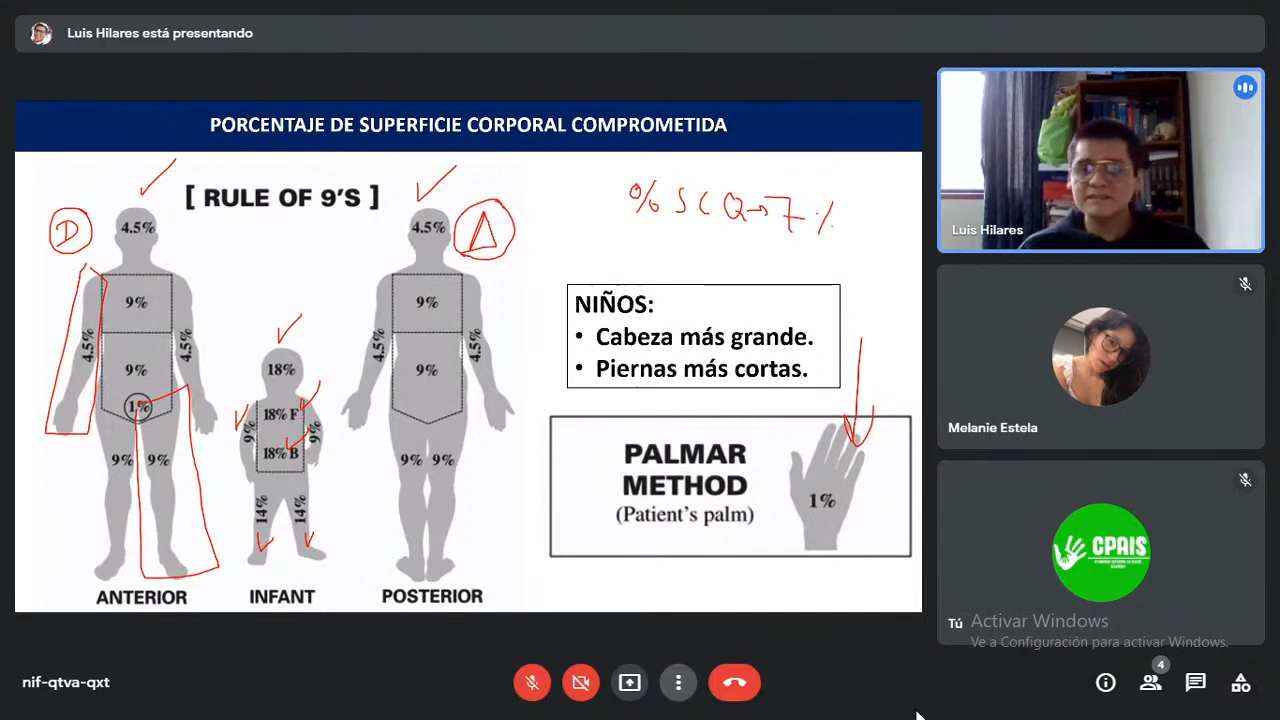 Luis Hilares está presentando
PORCENTAJE DE SUPERFICIE CORPORAL COMPROMETIDA
[ RULE OF 9'S ]
D
4.5%
9%
4.5%
4.5%
9%
1%
9%
9%
ANTERIOR
18%
18% F
9%
9%
18% B
14%
14%
INFANT
4.5%
9%
4.5%
4.5%
9%
9%
9%
POSTERIOR
% SCQ → 7 %
NIÑOS:
• Cabeza más grande.
• Piernas más cortas.
PALMAR
METHOD
(Patient's palm)
1%
Luis Hilares
Melanie Estela
CPAIS
Tú
Activar Windows
Ve a Configuración para activar Windows.
nif-qtva-qxt
4